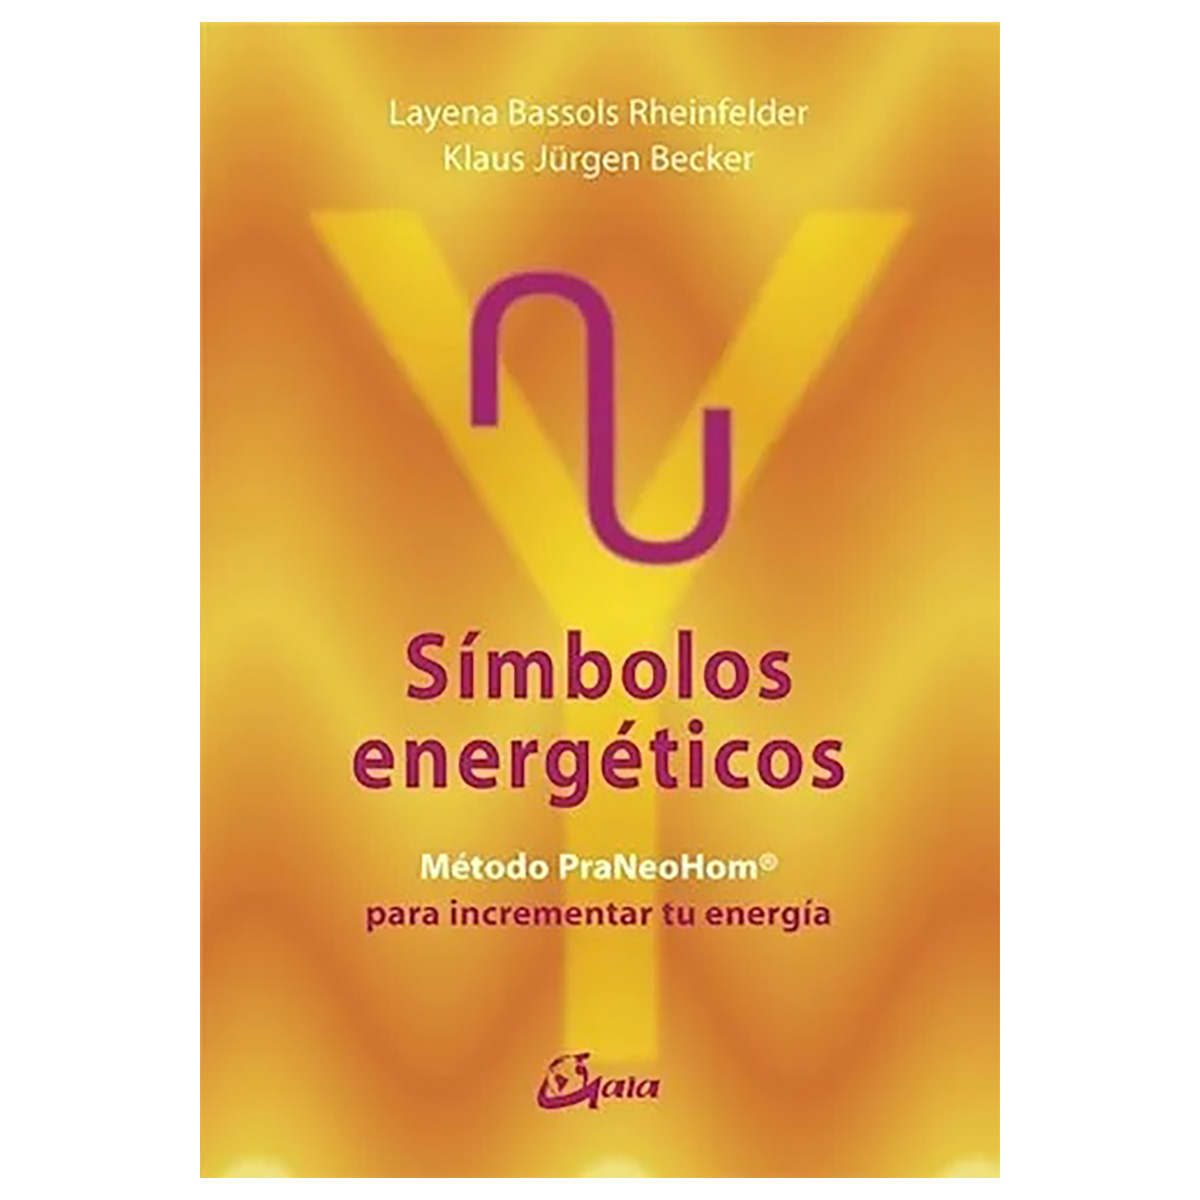 Layena Bassols Rheinfelder
Klaus Jürgen Becker
Símbolos
energéticos
Método PraNeoHom®
para incrementar tu energía
Gaia